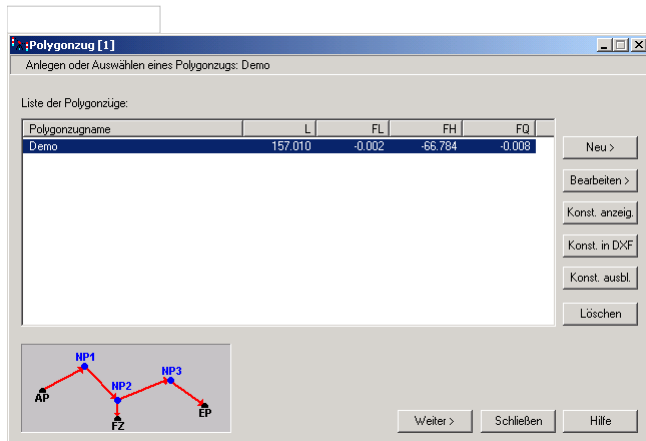 Polygonzug [1]
Anlegen oder Auswählen eines Polygonzugs: Demo
Liste der Polygonzüge:
Polygonzugname L FL FH FQ
Demo 157.010 -0.002 -66.784 -0.008
Neu >
Bearbeiten >
Konst. anzeig.
Konst. in DXF
Konst. ausbl.
Löschen
NP1
NP3
NP2
AP
EP
FZ
Weiter >
Schließen
Hilfe